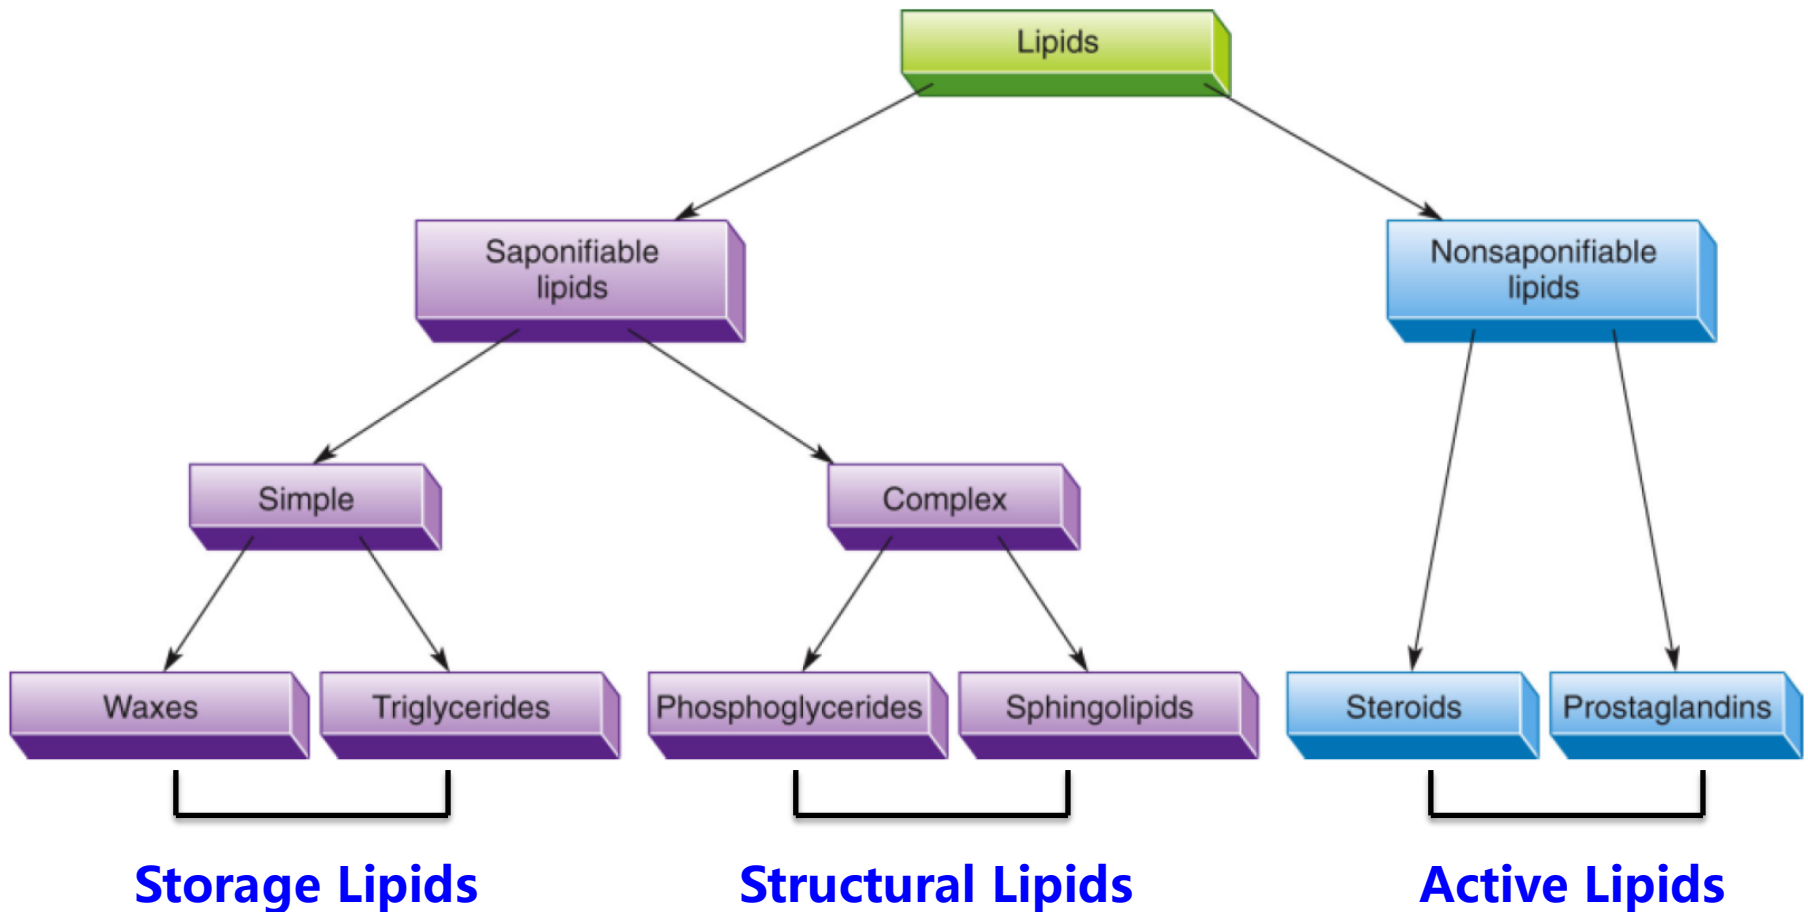 Lipids
Saponifiable
lipids
Nonsaponifiable
lipids
Simple
Complex
Waxes
Triglycerides
Phosphoglycerides
Sphingolipids
Steroids
Prostaglandins
Storage Lipids
Structural Lipids
Active Lipids